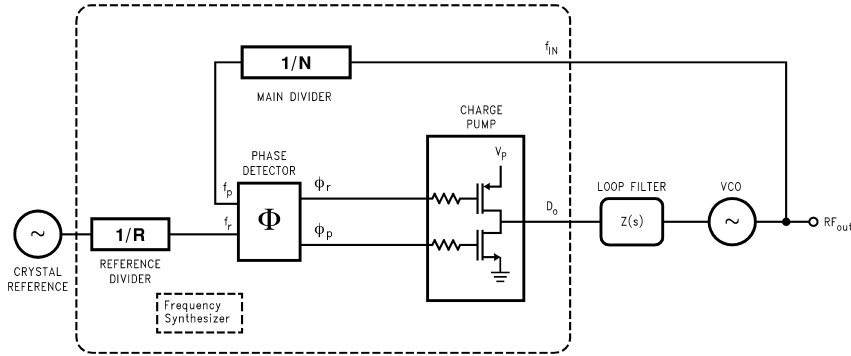 f_IN
1/N
MAIN DIVIDER
CHARGE
PUMP
V_p
PHASE
DETECTOR
f_p
f_r
Φ
ϕ_r
ϕ_p
D_o
LOOP FILTER
Z(s)
VCO
~
RF_out
~
CRYSTAL
REFERENCE
1/R
REFERENCE
DIVIDER
Frequency
Synthesizer